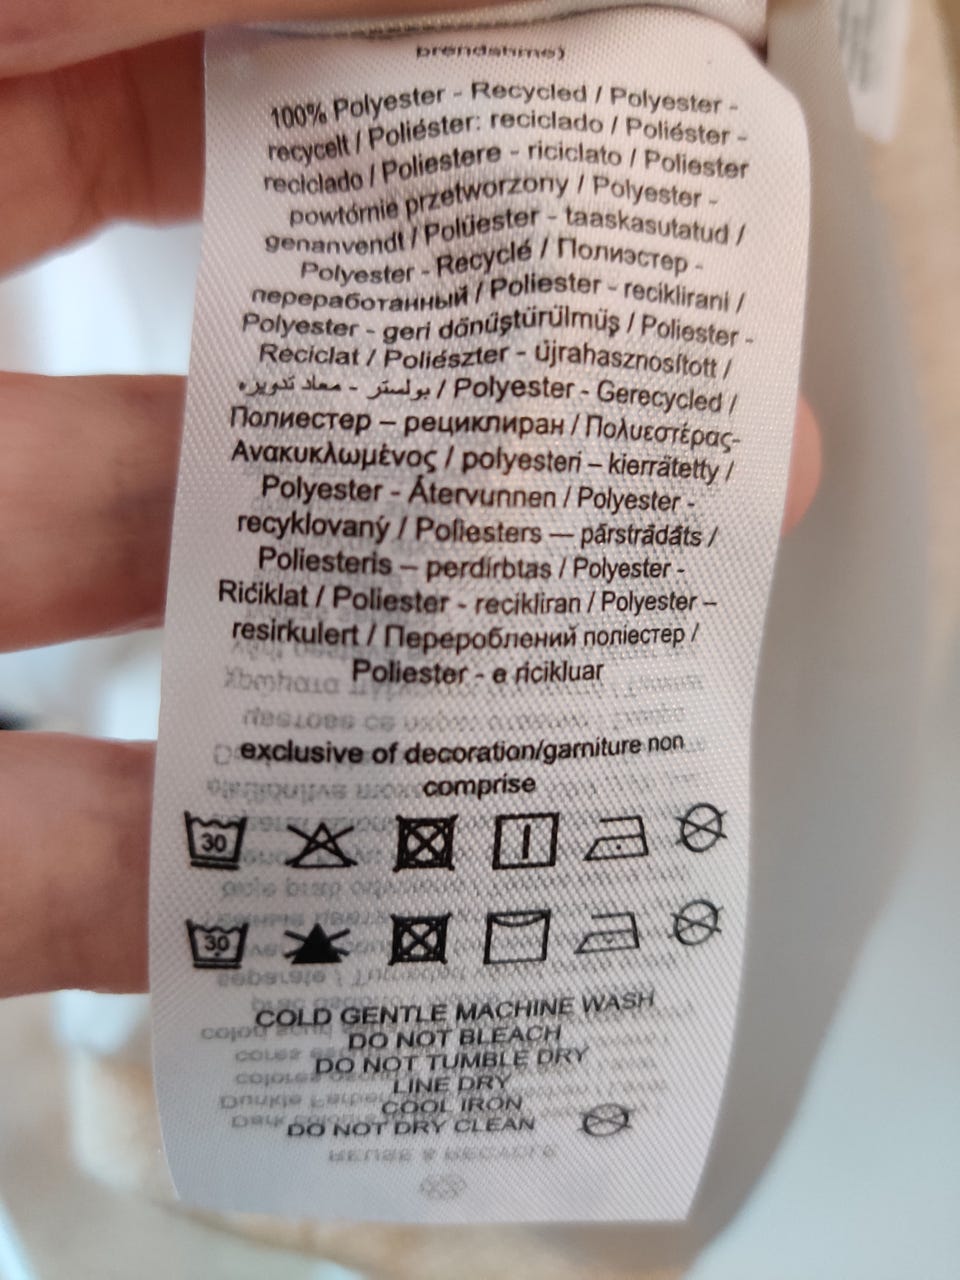 brendshme)
100% Polyester - Recycled / Polyester -
recycelt / Poliéster: reciclado / Poliéster -
reciclado / Poliestere - riciclato / Poliester
powtórnie przetworzony / Polyester -
genanvendt / Polüester - taaskasutatud /
Polyester - Recyclé / Полиэстер -
переработанный / Poliester - reciklirani /
Polyester - geri dönüştürülmüş / Poliester -
Reciclat / Poliészter - Újrahasznosított /
بولستر - معاد تدويره / Polyester - Gerecycled /
Полиестер – рециклиран / Πολυεστέρας-
Ανακυκλωμένος / polyesteri – kierrätetty /
Polyester - Återvunnen / Polyester -
recyklovaný / Poliesters — pārstrādāts /
Poliesteris – perdirbtas / Polyester -
Riċiklat / Poliester - recikliran / Polyester –
resirkulert / Перероблений поліестер /
Poliester - e ricikluar
exclusive of decoration/garniture non
comprise
30
30
COLD GENTLE MACHINE WASH
DO NOT BLEACH
DO NOT TUMBLE DRY
LINE DRY
COOL IRON
DO NOT DRY CLEAN